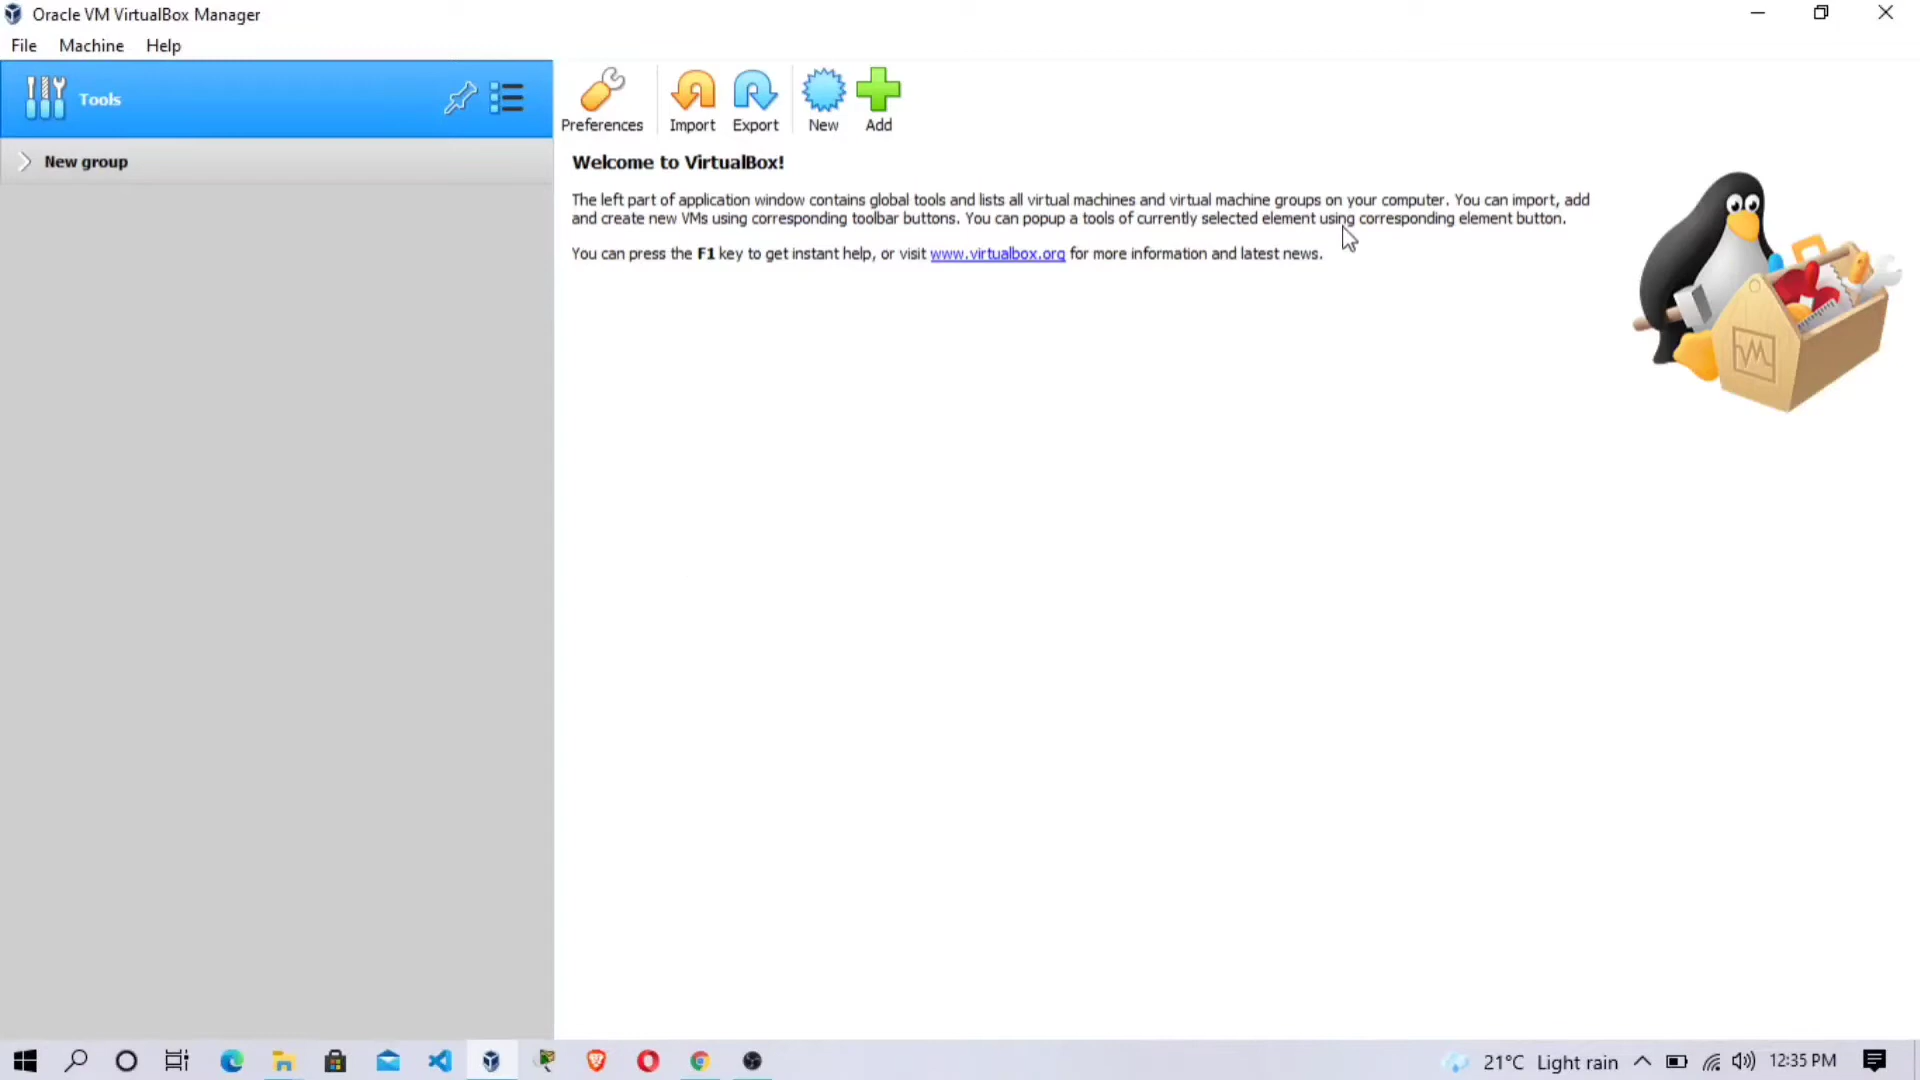 Oracle VM VirtualBox Manager
File Machine Help
Tools
Preferences Import Export New Add
New group
Welcome to VirtualBox!
The left part of application window contains global tools and lists all virtual machines and virtual machine groups on your computer. You can import, add
and create new VMs using corresponding toolbar buttons. You can popup a tools of currently selected element using corresponding element button.
You can press the F1 key to get instant help, or visit www.virtualbox.org for more information and latest news.
21°C Light rain 12:35 PM